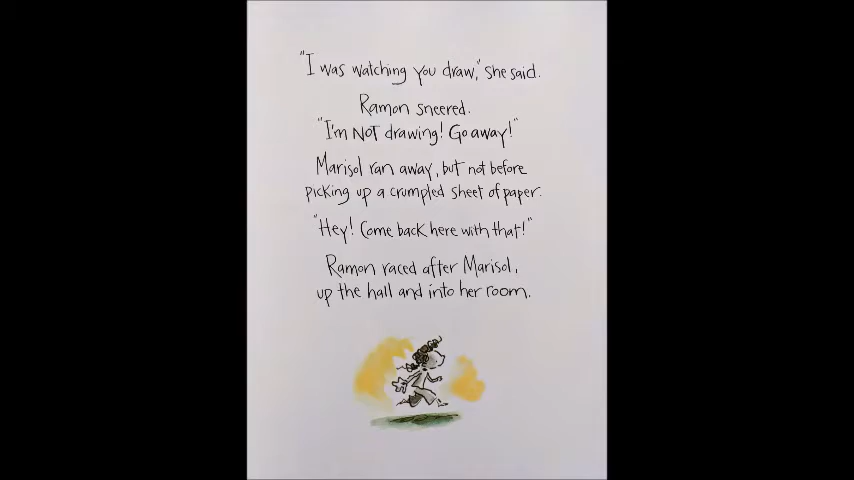 "I was watching you draw," she said.
Ramon sneered.
"I'm NOT drawing! Go away!"
Marisol ran away, but not before
picking up a crumpled sheet of paper.
"Hey! Come back here with that!"
Ramon raced after Marisol,
up the hall and into her room.